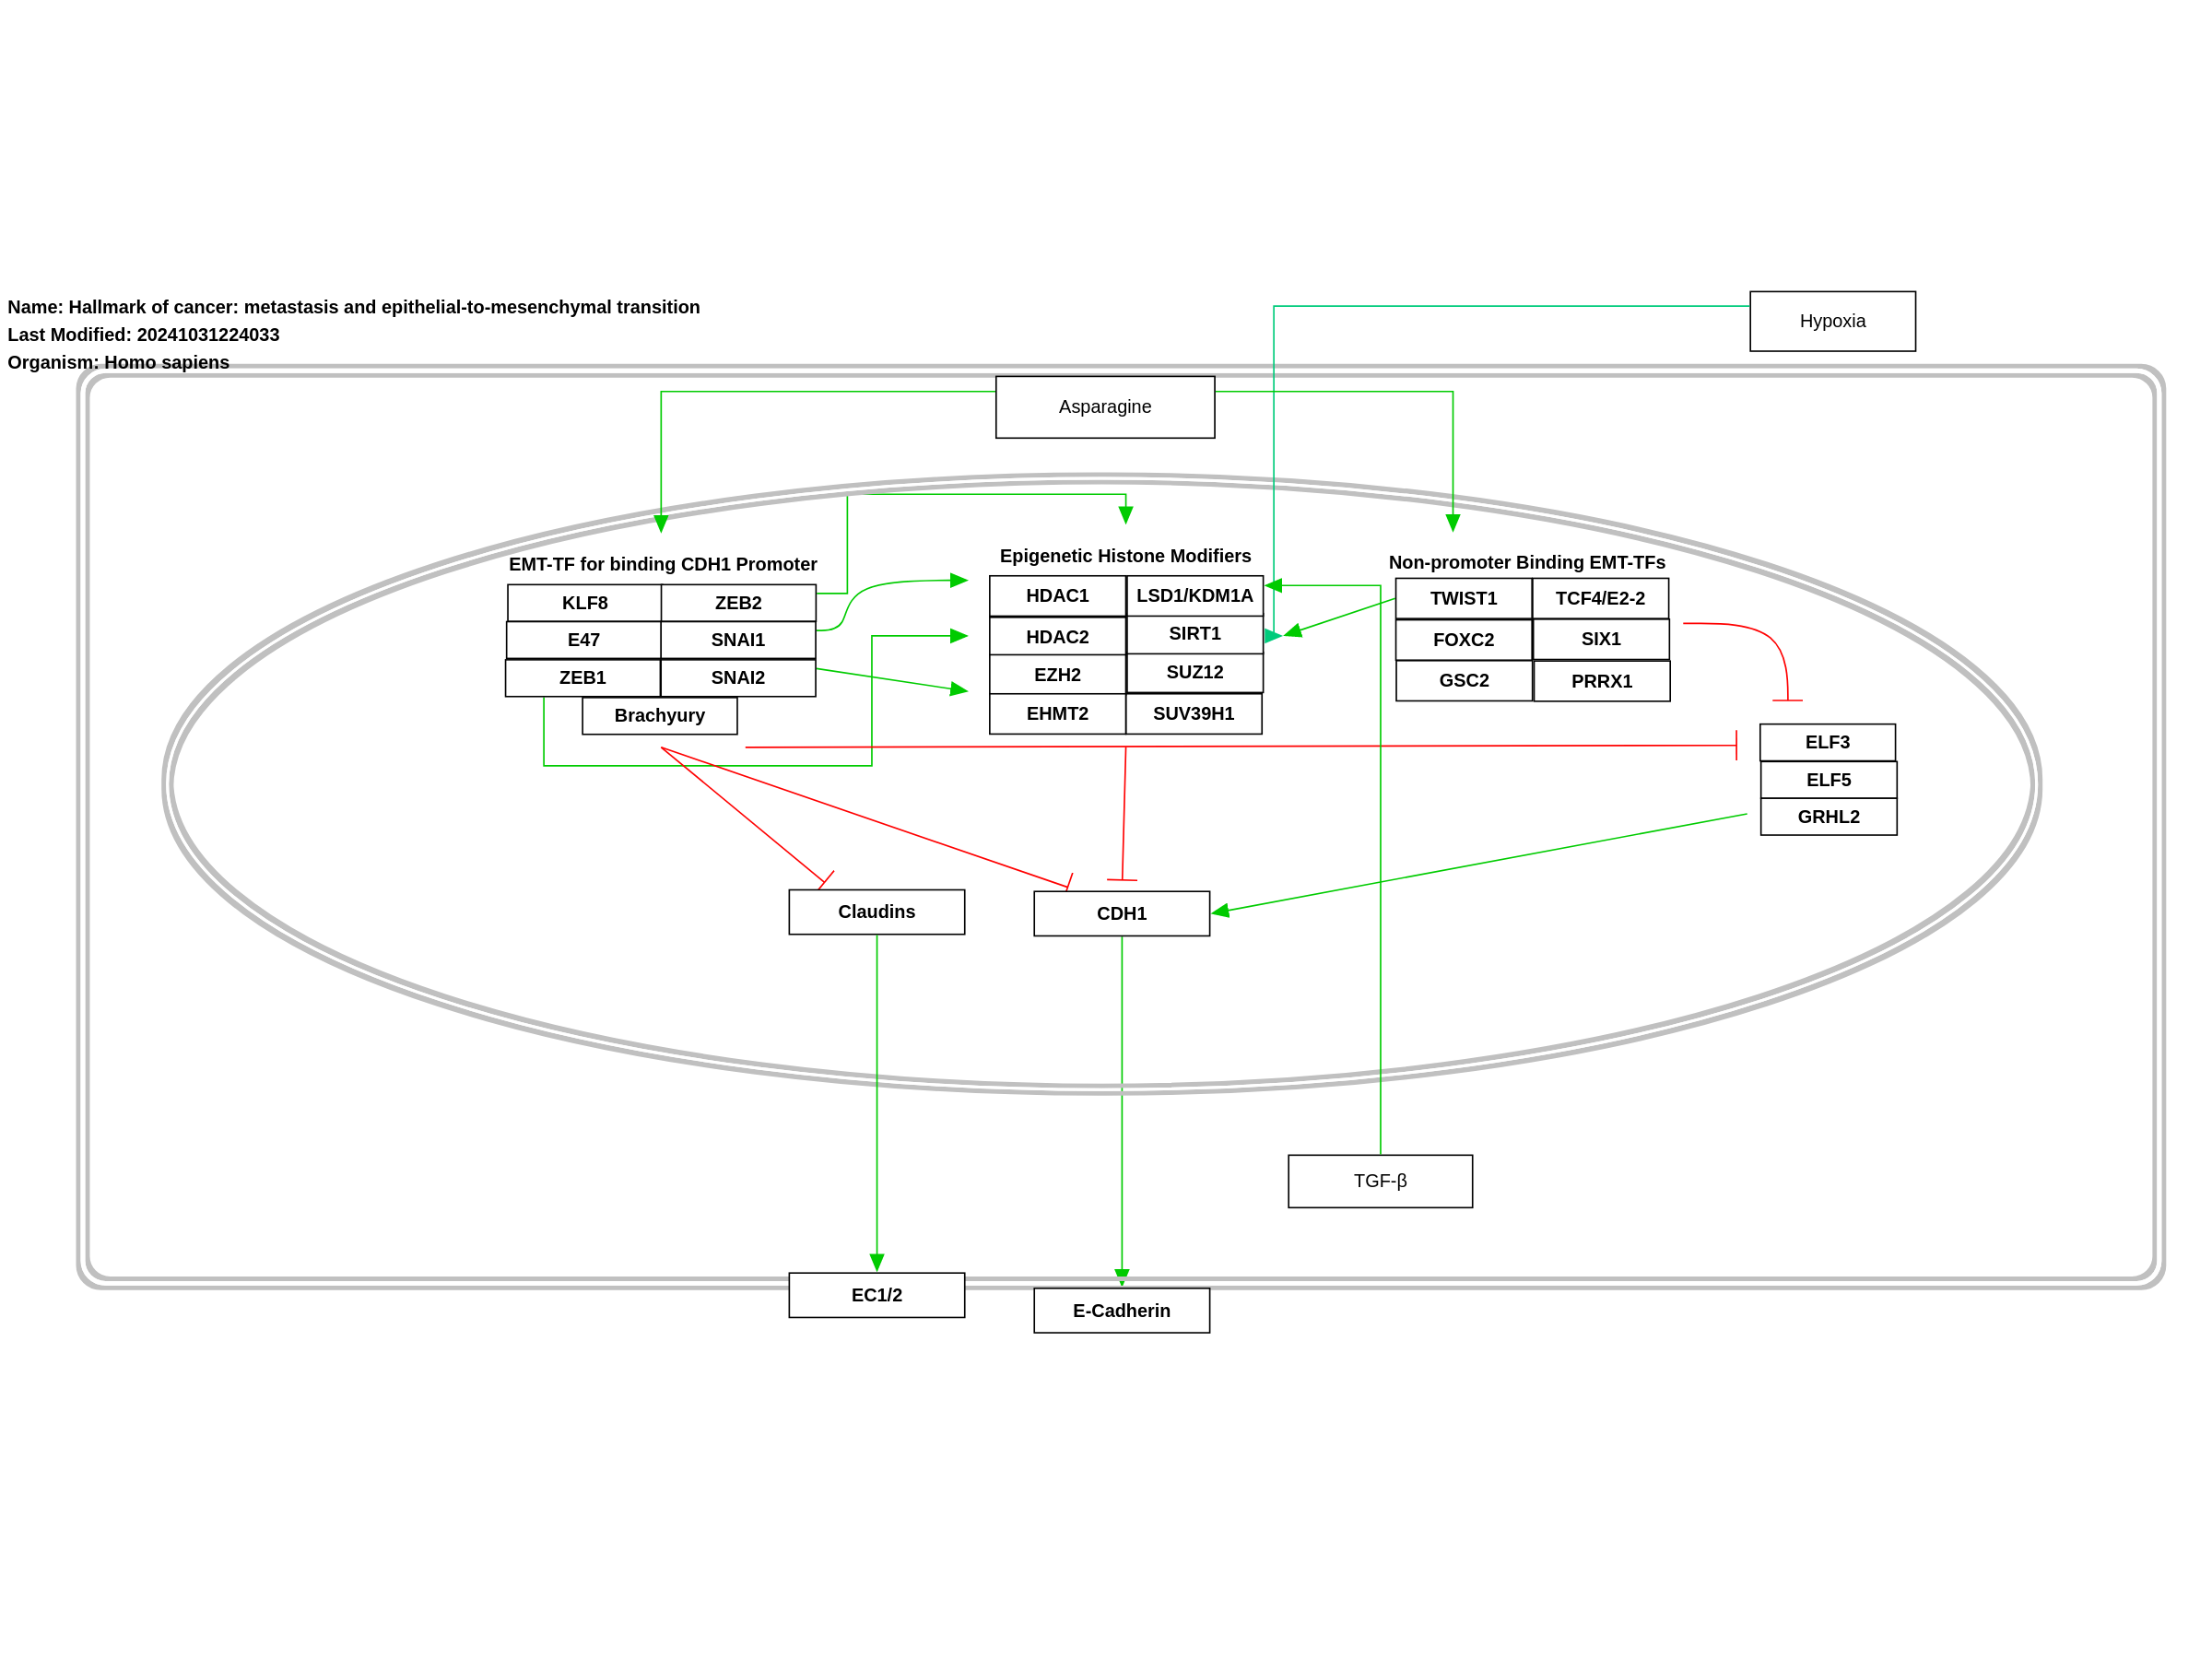 Name: Hallmark of cancer: metastasis and epithelial-to-mesenchymal transition
Last Modified: 20241031224033
Organism: Homo sapiens
Hypoxia
Asparagine
EMT-TF for binding CDH1 Promoter
KLF8
ZEB2
E47
SNAI1
ZEB1
SNAI2
Brachyury
Epigenetic Histone Modifiers
HDAC1
LSD1/KDM1A
HDAC2
SIRT1
EZH2
SUZ12
EHMT2
SUV39H1
Non-promoter Binding EMT-TFs
TWIST1
TCF4/E2-2
FOXC2
SIX1
GSC2
PRRX1
ELF3
ELF5
GRHL2
Claudins
CDH1
TGF-β
EC1/2
E-Cadherin